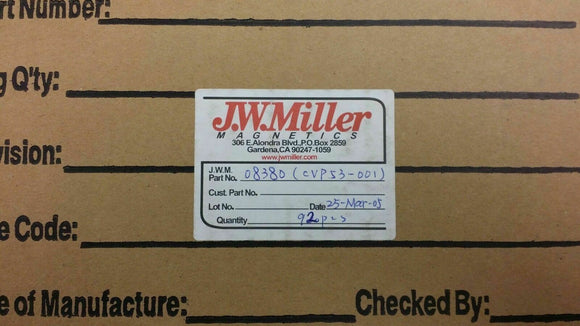 rt Number:
g Q'ty:
J.W.Miller
MAGNETICS
306 E.Alondra Blvd.,P.O.Box 2859
Gardena,CA 90247-1059
www.jwmiller.com
vision:
J.W.M.
Part No. 08380 (CVP53-001)
Cust. Part No.
Lot No. Date 25-Mar-05
Quantity 92pcs
e Code:
e of Manufacture: Checked By: